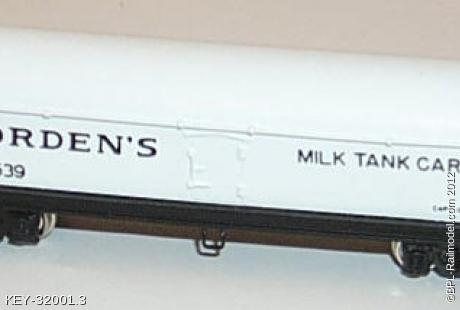 ORDEN'S
MILK TANK CAR
539
KEY-32001.3
©BPL-Railmodel.com 2012